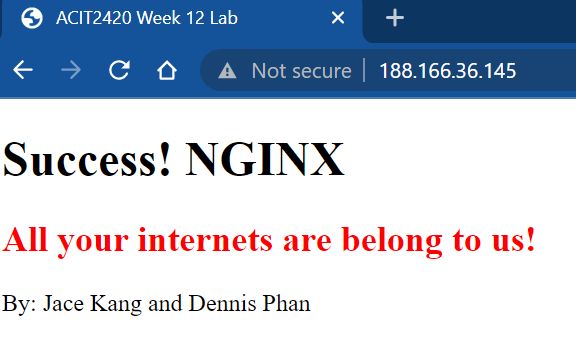 ACIT2420 Week 12 Lab
Not secure | 188.166.36.145
Success! NGINX
All your internets are belong to us!
By: Jace Kang and Dennis Phan